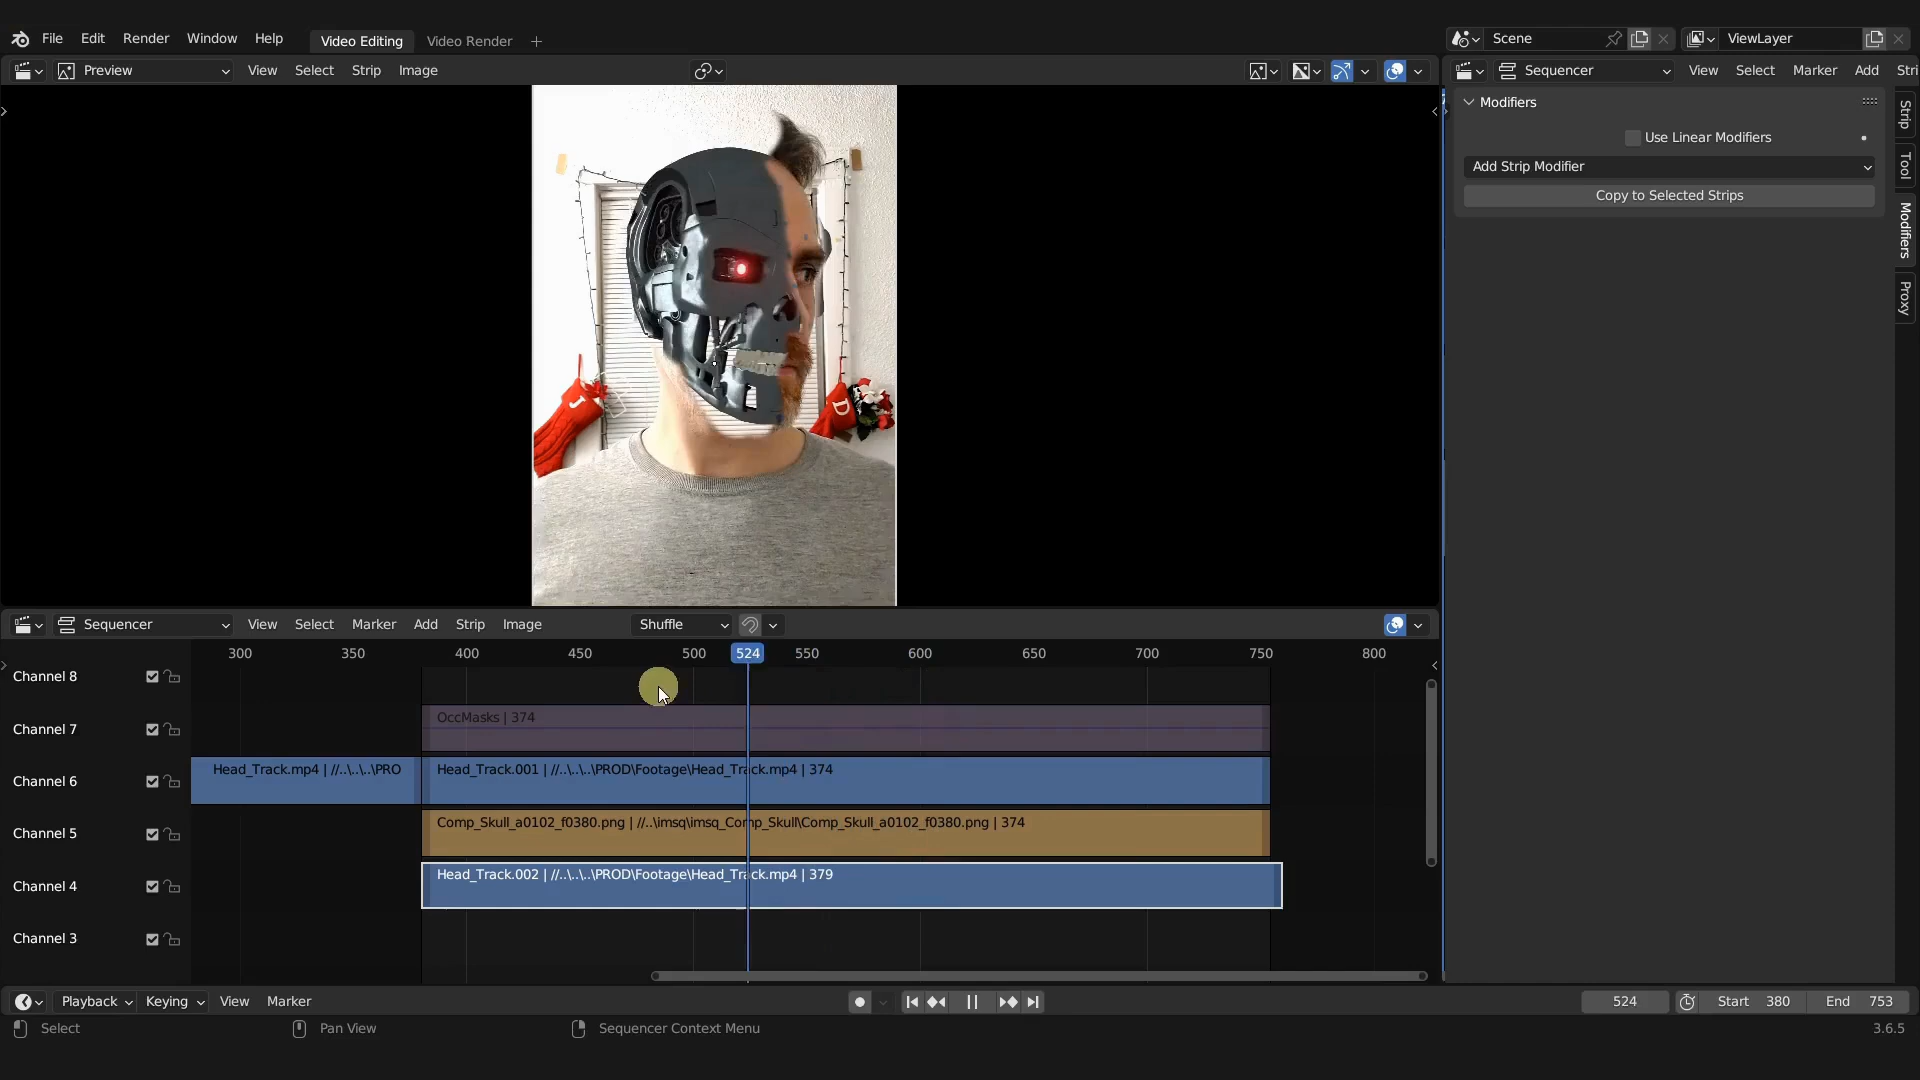 File Edit Render Window Help Video Editing Video Render + Scene ViewLayer
Preview View Select Strip Image Sequencer View Select Marker Add Stri
Modifiers
Use Linear Modifiers
Add Strip Modifier
Copy to Selected Strips
Strip
Tool
Modifiers
Proxy
J
D
Sequencer View Select Marker Add Strip Image Shuffle
300 350 400 450 500 524 550 600 650 700 750 800
Channel 8
OccMasks | 374
Channel 7
Head_Track.mp4 | //..\..\..\PRO Head_Track.001 | //..\..\..\PROD\Footage\Head_Track.mp4 | 374
Channel 6
Comp_Skull_a0102_f0380.png | //..\imsq\imsq_Comp_Skull\Comp_Skull_a0102_f0380.png | 374
Channel 5
Head_Track.002 | //..\..\..\PROD\Footage\Head_Track.mp4 | 379
Channel 4
Channel 3
Playback Keying View Marker 524 Start 380 End 753
Select Pan View Sequencer Context Menu 3.6.5